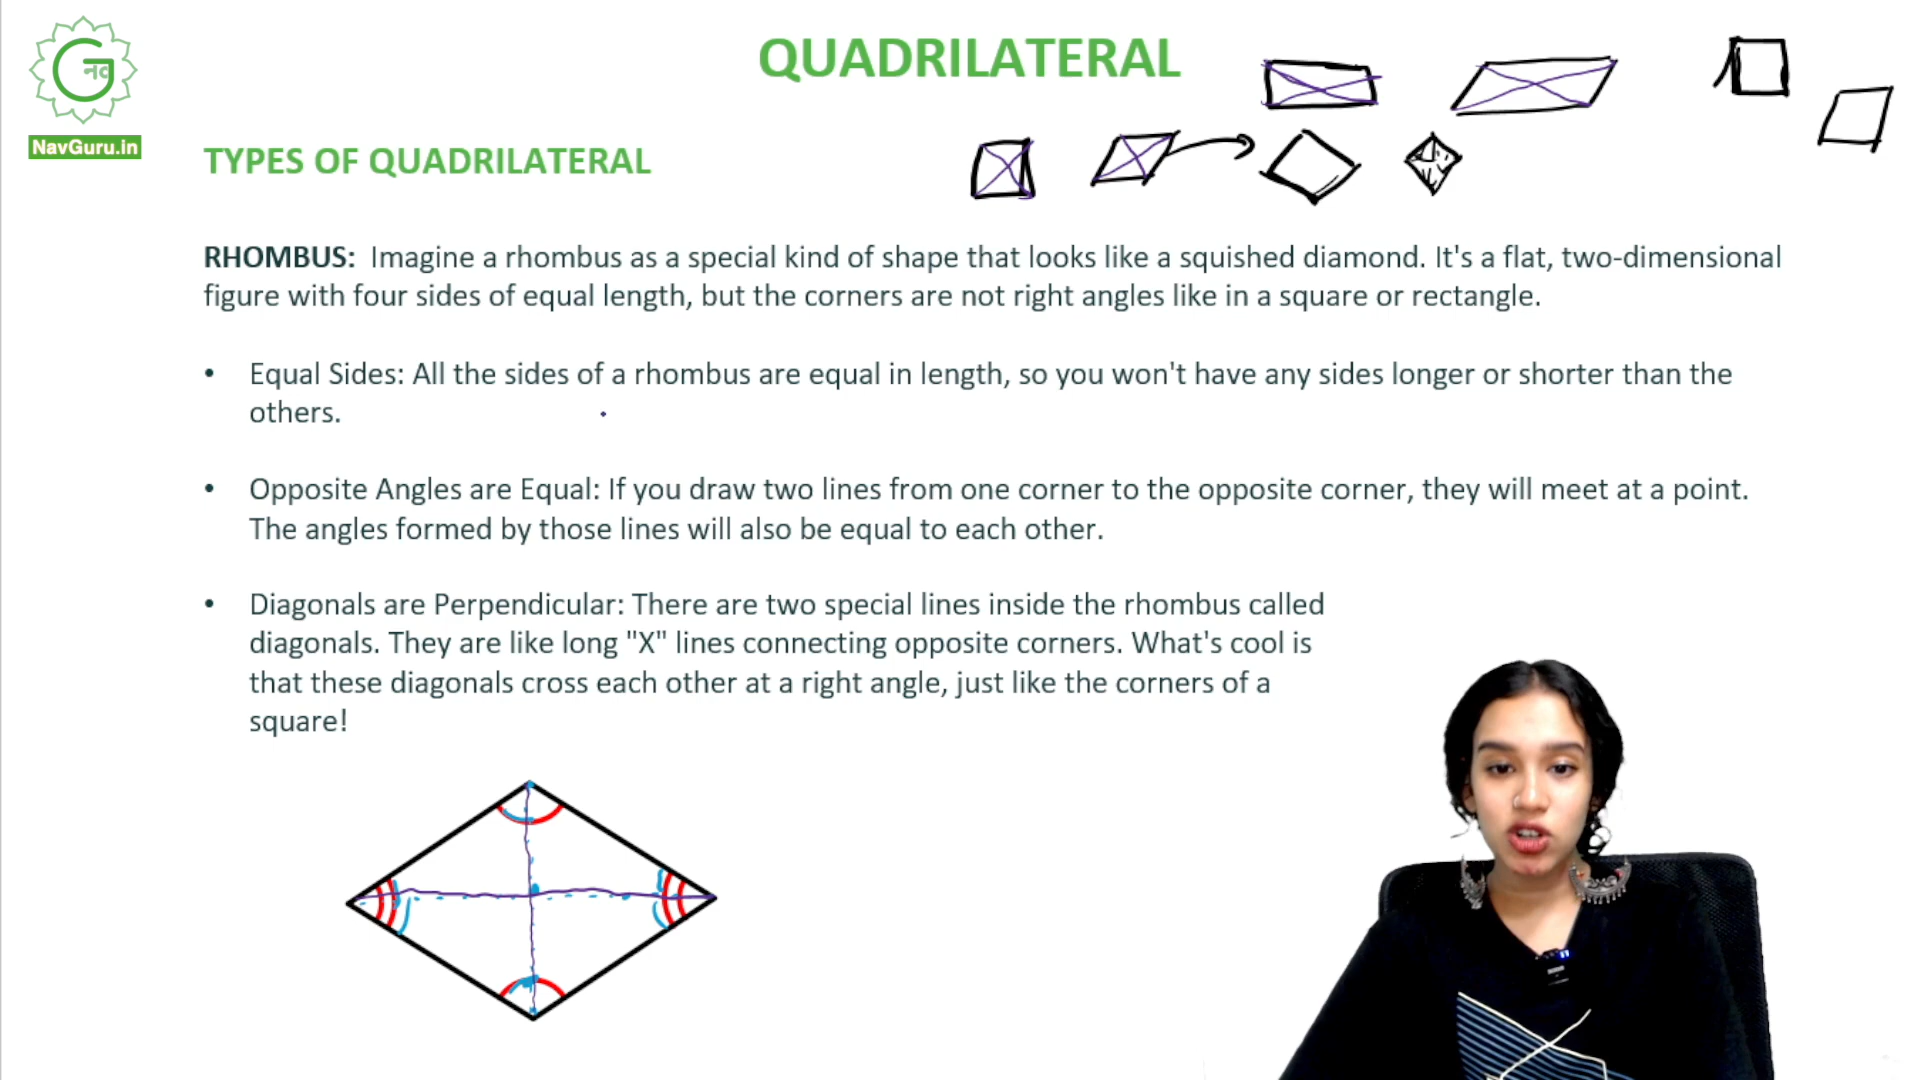 QUADRILATERAL
नव
NavGuru.in
TYPES OF QUADRILATERAL
RHOMBUS: Imagine a rhombus as a special kind of shape that looks like a squished diamond. It's a flat, two-dimensional
figure with four sides of equal length, but the corners are not right angles like in a square or rectangle.
• Equal Sides: All the sides of a rhombus are equal in length, so you won't have any sides longer or shorter than the
others.
• Opposite Angles are Equal: If you draw two lines from one corner to the opposite corner, they will meet at a point.
The angles formed by those lines will also be equal to each other.
• Diagonals are Perpendicular: There are two special lines inside the rhombus called
diagonals. They are like long "X" lines connecting opposite corners. What's cool is
that these diagonals cross each other at a right angle, just like the corners of a
square!